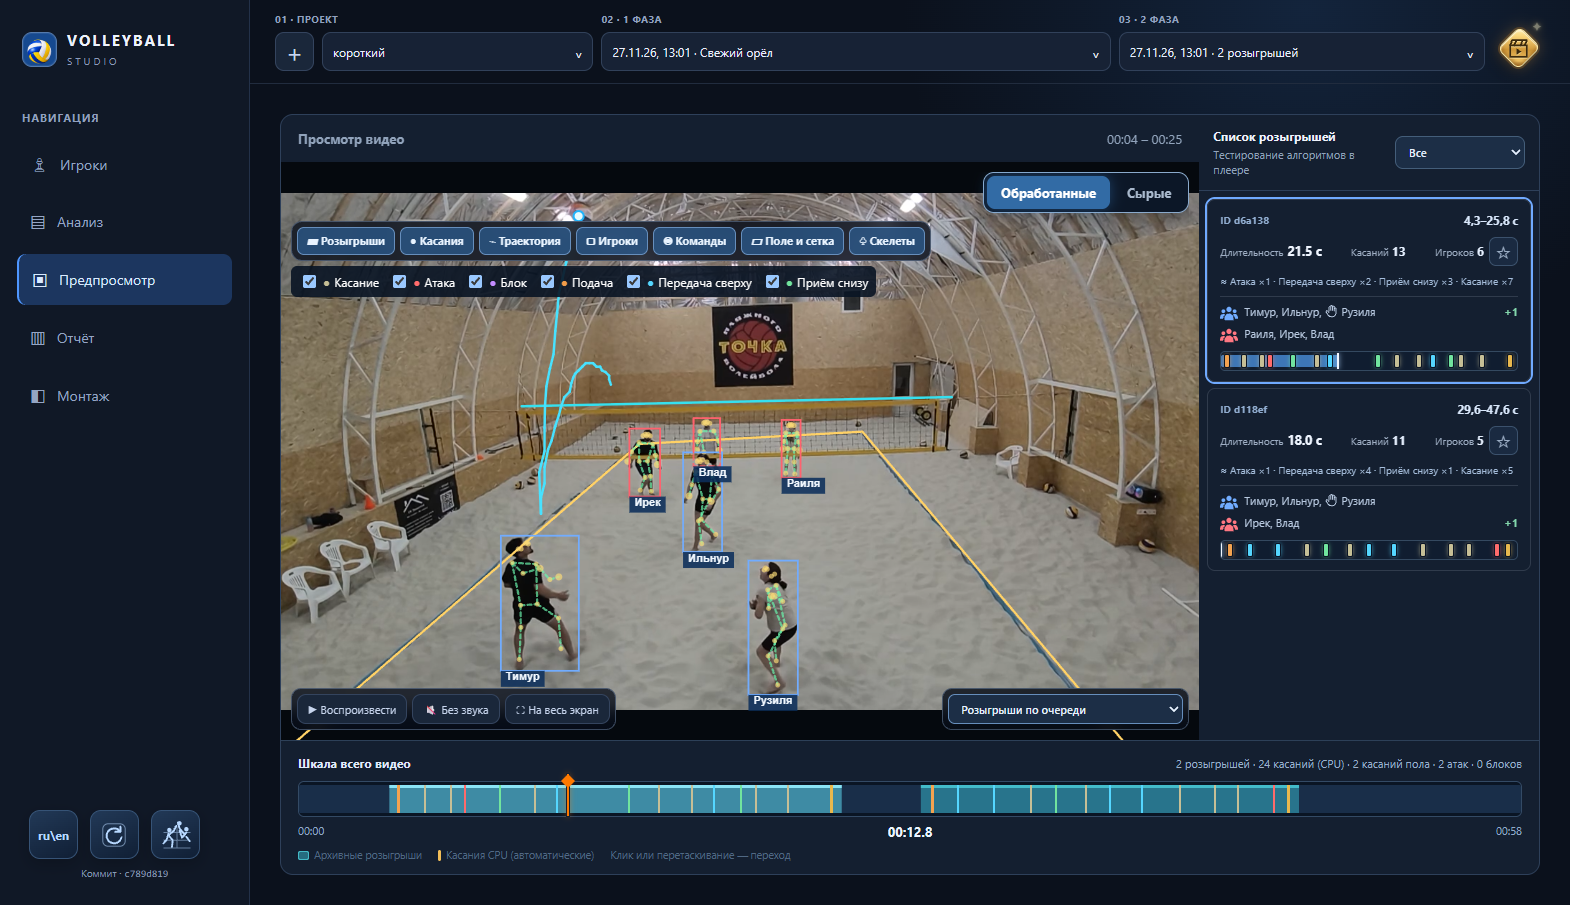 VOLLEYBALL
STUDIO
НАВИГАЦИЯ
Игроки
Анализ
Предпросмотр
Отчёт
Монтаж
ru\en
Коммит · c789d819
01 · ПРОЕКТ
+
короткий
02 · 1 ФАЗА
27.11.26, 13:01 · Свежий орёл
03 · 2 ФАЗА
27.11.26, 13:01 · 2 розыгрышей
Просмотр видео
00:04 – 00:25
Обработанные
Сырые
Розыгрыши
Касания
Траектория
Игроки
Команды
Поле и сетка
Скелеты
Касание
Атака
Блок
Подача
Передача сверху
Приём снизу
ПЛЯЖНОГО
ТОЧКА
ВОЛЕЙБОЛА
Влад
Раиля
Ирек
Ильнур
Тимур
Рузиля
Воспроизвести
Без звука
На весь экран
Розыгрыши по очереди
Список розыгрышей
Тестирование алгоритмов в
плеере
Все
ID d6a138
4,3–25,8 с
Длительность 21.5 с
Касаний 13
Игроков 6
≈ Атака ×1 · Передача сверху ×2 · Приём снизу ×3 · Касание ×7
Тимур, Ильнур, Рузиля
+1
Раиля, Ирек, Влад
ID d118ef
29,6–47,6 с
Длительность 18.0 с
Касаний 11
Игроков 5
≈ Атака ×1 · Передача сверху ×4 · Приём снизу ×1 · Касание ×5
Тимур, Ильнур, Рузиля
Ирек, Влад
+1
Шкала всего видео
2 розыгрышей · 24 касаний (CPU) · 2 касаний пола · 2 атак · 0 блоков
00:00
00:12.8
00:58
Архивные розыгрыши
Касания CPU (автоматические)
Клик или перетаскивание — переход